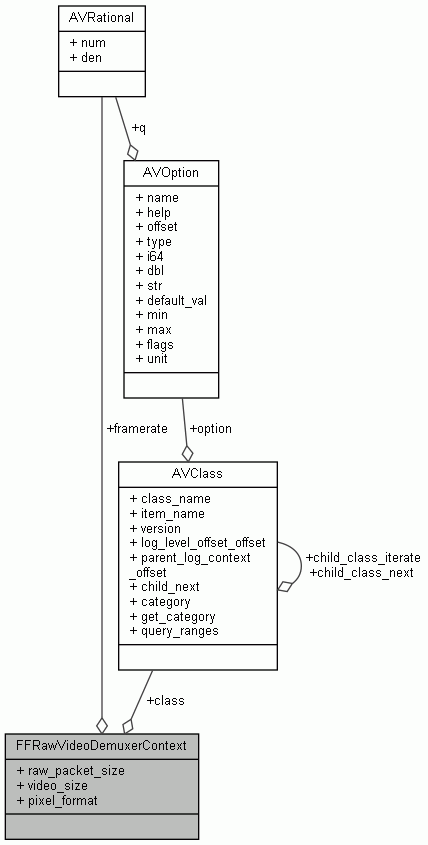 AVRational
+ num
+ den
+q
AVOption
+ name
+ help
+ offset
+ type
+ i64
+ dbl
+ str
+ default_val
+ min
+ max
+ flags
+ unit
+framerate
+option
AVClass
+ class_name
+ item_name
+ version
+ log_level_offset_offset
+ parent_log_context
_offset
+ child_next
+ category
+ get_category
+ query_ranges
+child_class_iterate
+child_class_next
+class
FFRawVideoDemuxerContext
+ raw_packet_size
+ video_size
+ pixel_format